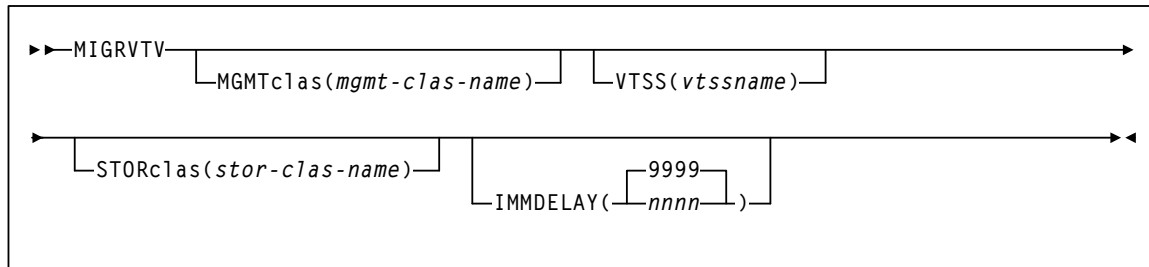 MIGRVTV
MGMTclas(mgmt-clas-name)
VTSS(vtssname)
STORclas(stor-clas-name)
9999
IMMDELAY(nnnn)